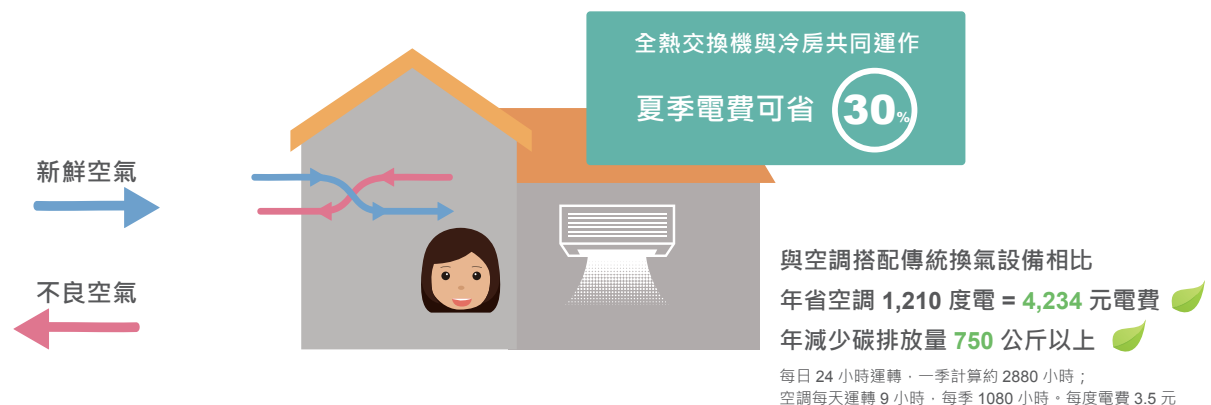 全熱交換機與冷房共同運作
夏季電費可省 30%
新鮮空氣
不良空氣
與空調搭配傳統換氣設備相比
年省空調 1,210 度電 = 4,234 元電費
年減少碳排放量 750 公斤以上
每日 24 小時運轉，一季計算約 2880 小時；
空調每天運轉 9 小時，每季 1080 小時。每度電費 3.5 元